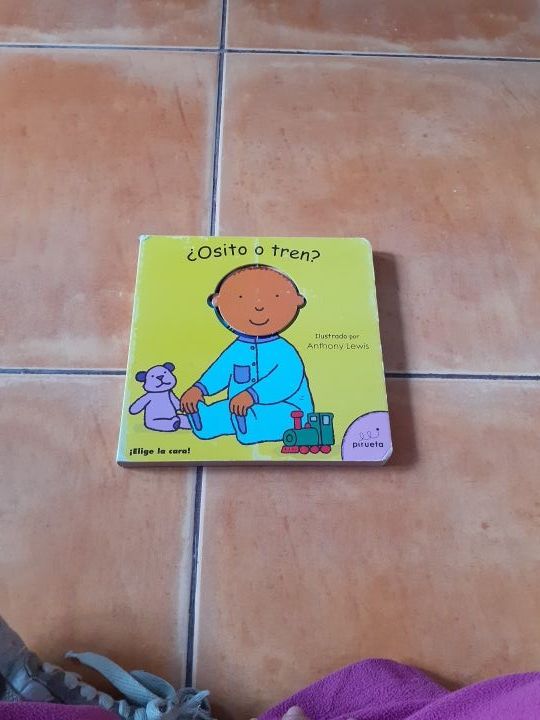 ¿Osito o tren?
Ilustrado por
Anthony Lewis
¡Elige la cara!
pirueta